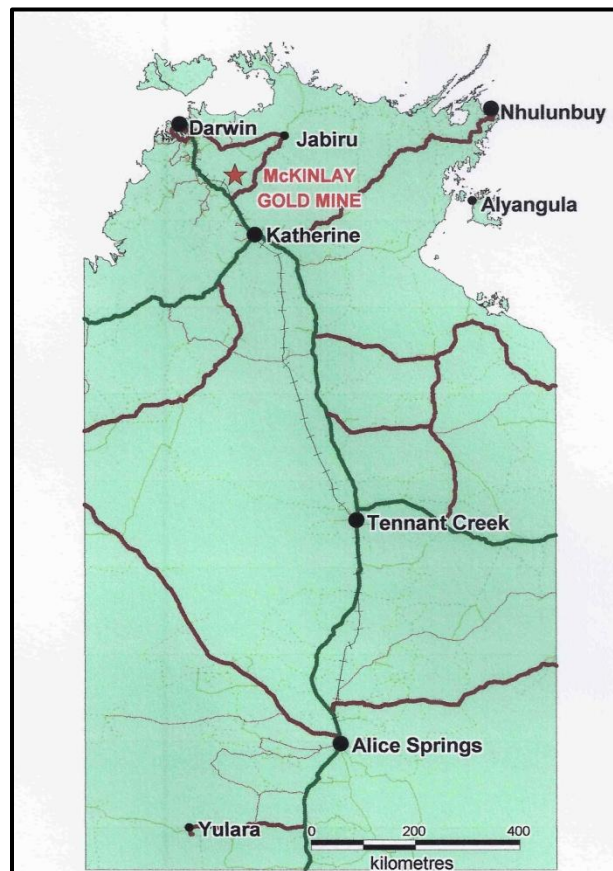 Darwin
Nhulunbuy
Jabiru
McKINLAY
GOLD MINE
Alyangula
Katherine
Tennant Creek
Alice Springs
Yulara
0 200 400
kilometres